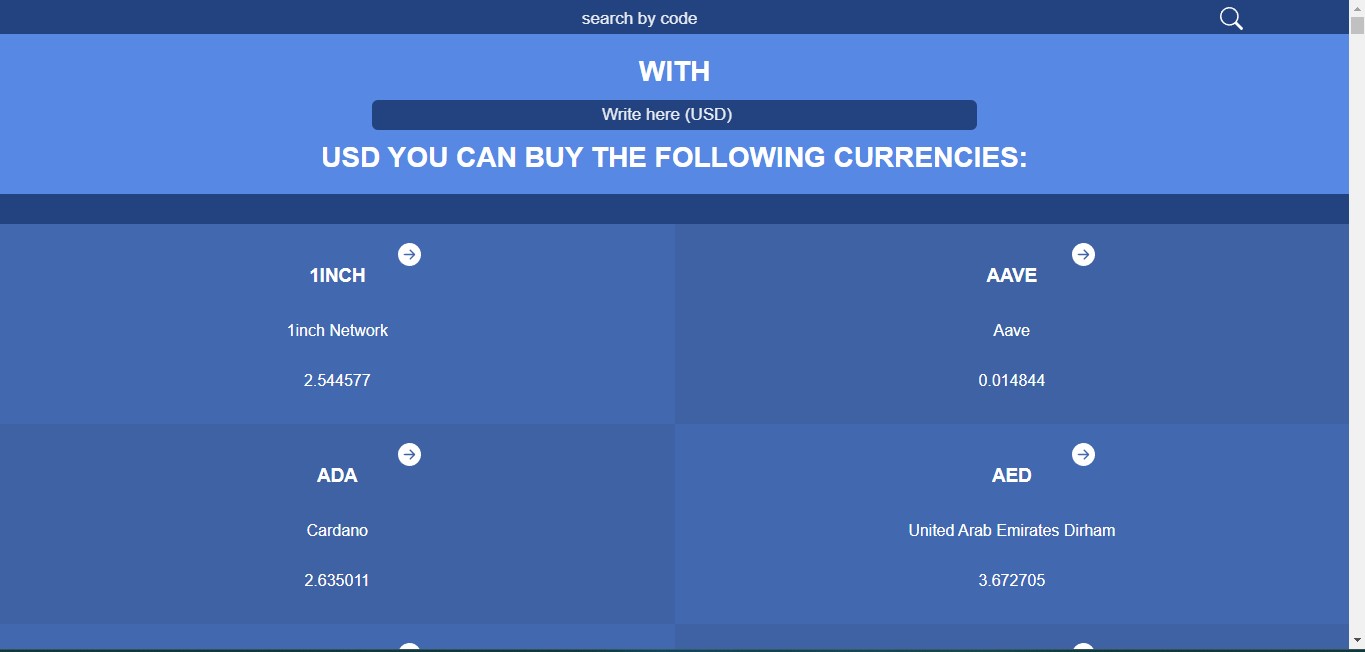 search by code
WITH
Write here (USD)
USD YOU CAN BUY THE FOLLOWING CURRENCIES:
1INCH
1inch Network
2.544577
AAVE
Aave
0.014844
ADA
Cardano
2.635011
AED
United Arab Emirates Dirham
3.672705